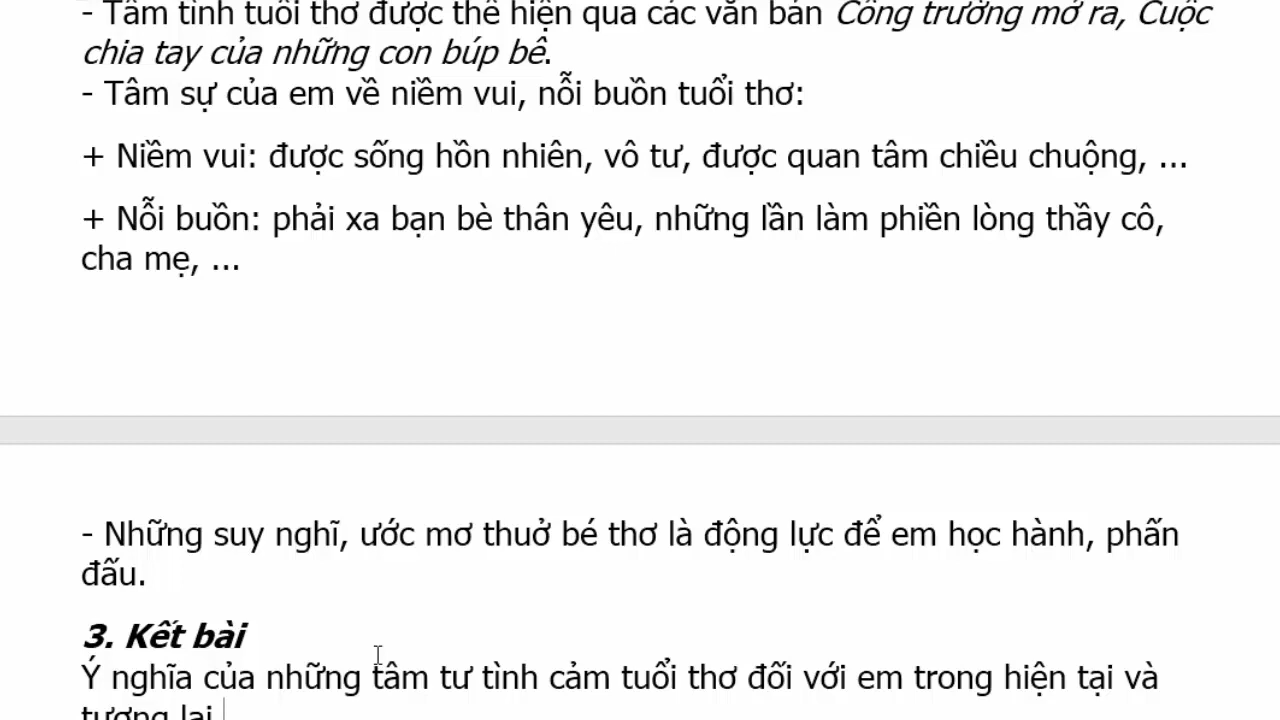 - Tâm tình tuổi thơ được thể hiện qua các văn bản Cổng trường mở ra, Cuộc
chia tay của những con búp bê.
- Tâm sự của em về niềm vui, nỗi buồn tuổi thơ:
+ Niềm vui: được sống hồn nhiên, vô tư, được quan tâm chiều chuộng, ...
+ Nỗi buồn: phải xa bạn bè thân yêu, những lần làm phiền lòng thầy cô,
cha mẹ, ...
- Những suy nghĩ, ước mơ thuở bé thơ là động lực để em học hành, phấn
đấu.
3. Kết bài
Ý nghĩa của những tâm tư tình cảm tuổi thơ đối với em trong hiện tại và
tương lai